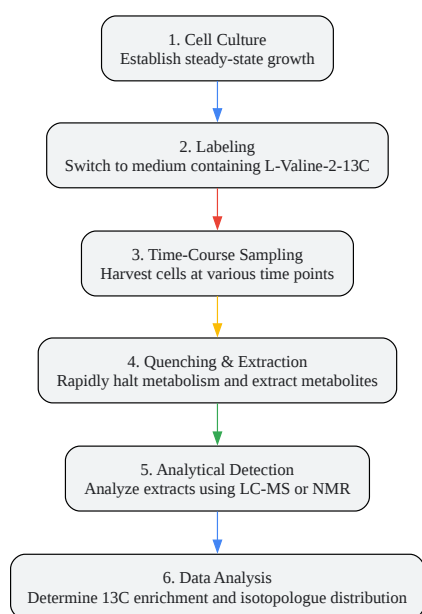 1. Cell Culture
Establish steady-state growth
2. Labeling
Switch to medium containing L-Valine-2-13C
3. Time-Course Sampling
Harvest cells at various time points
4. Quenching & Extraction
Rapidly halt metabolism and extract metabolites
5. Analytical Detection
Analyze extracts using LC-MS or NMR
6. Data Analysis
Determine 13C enrichment and isotopologue distribution